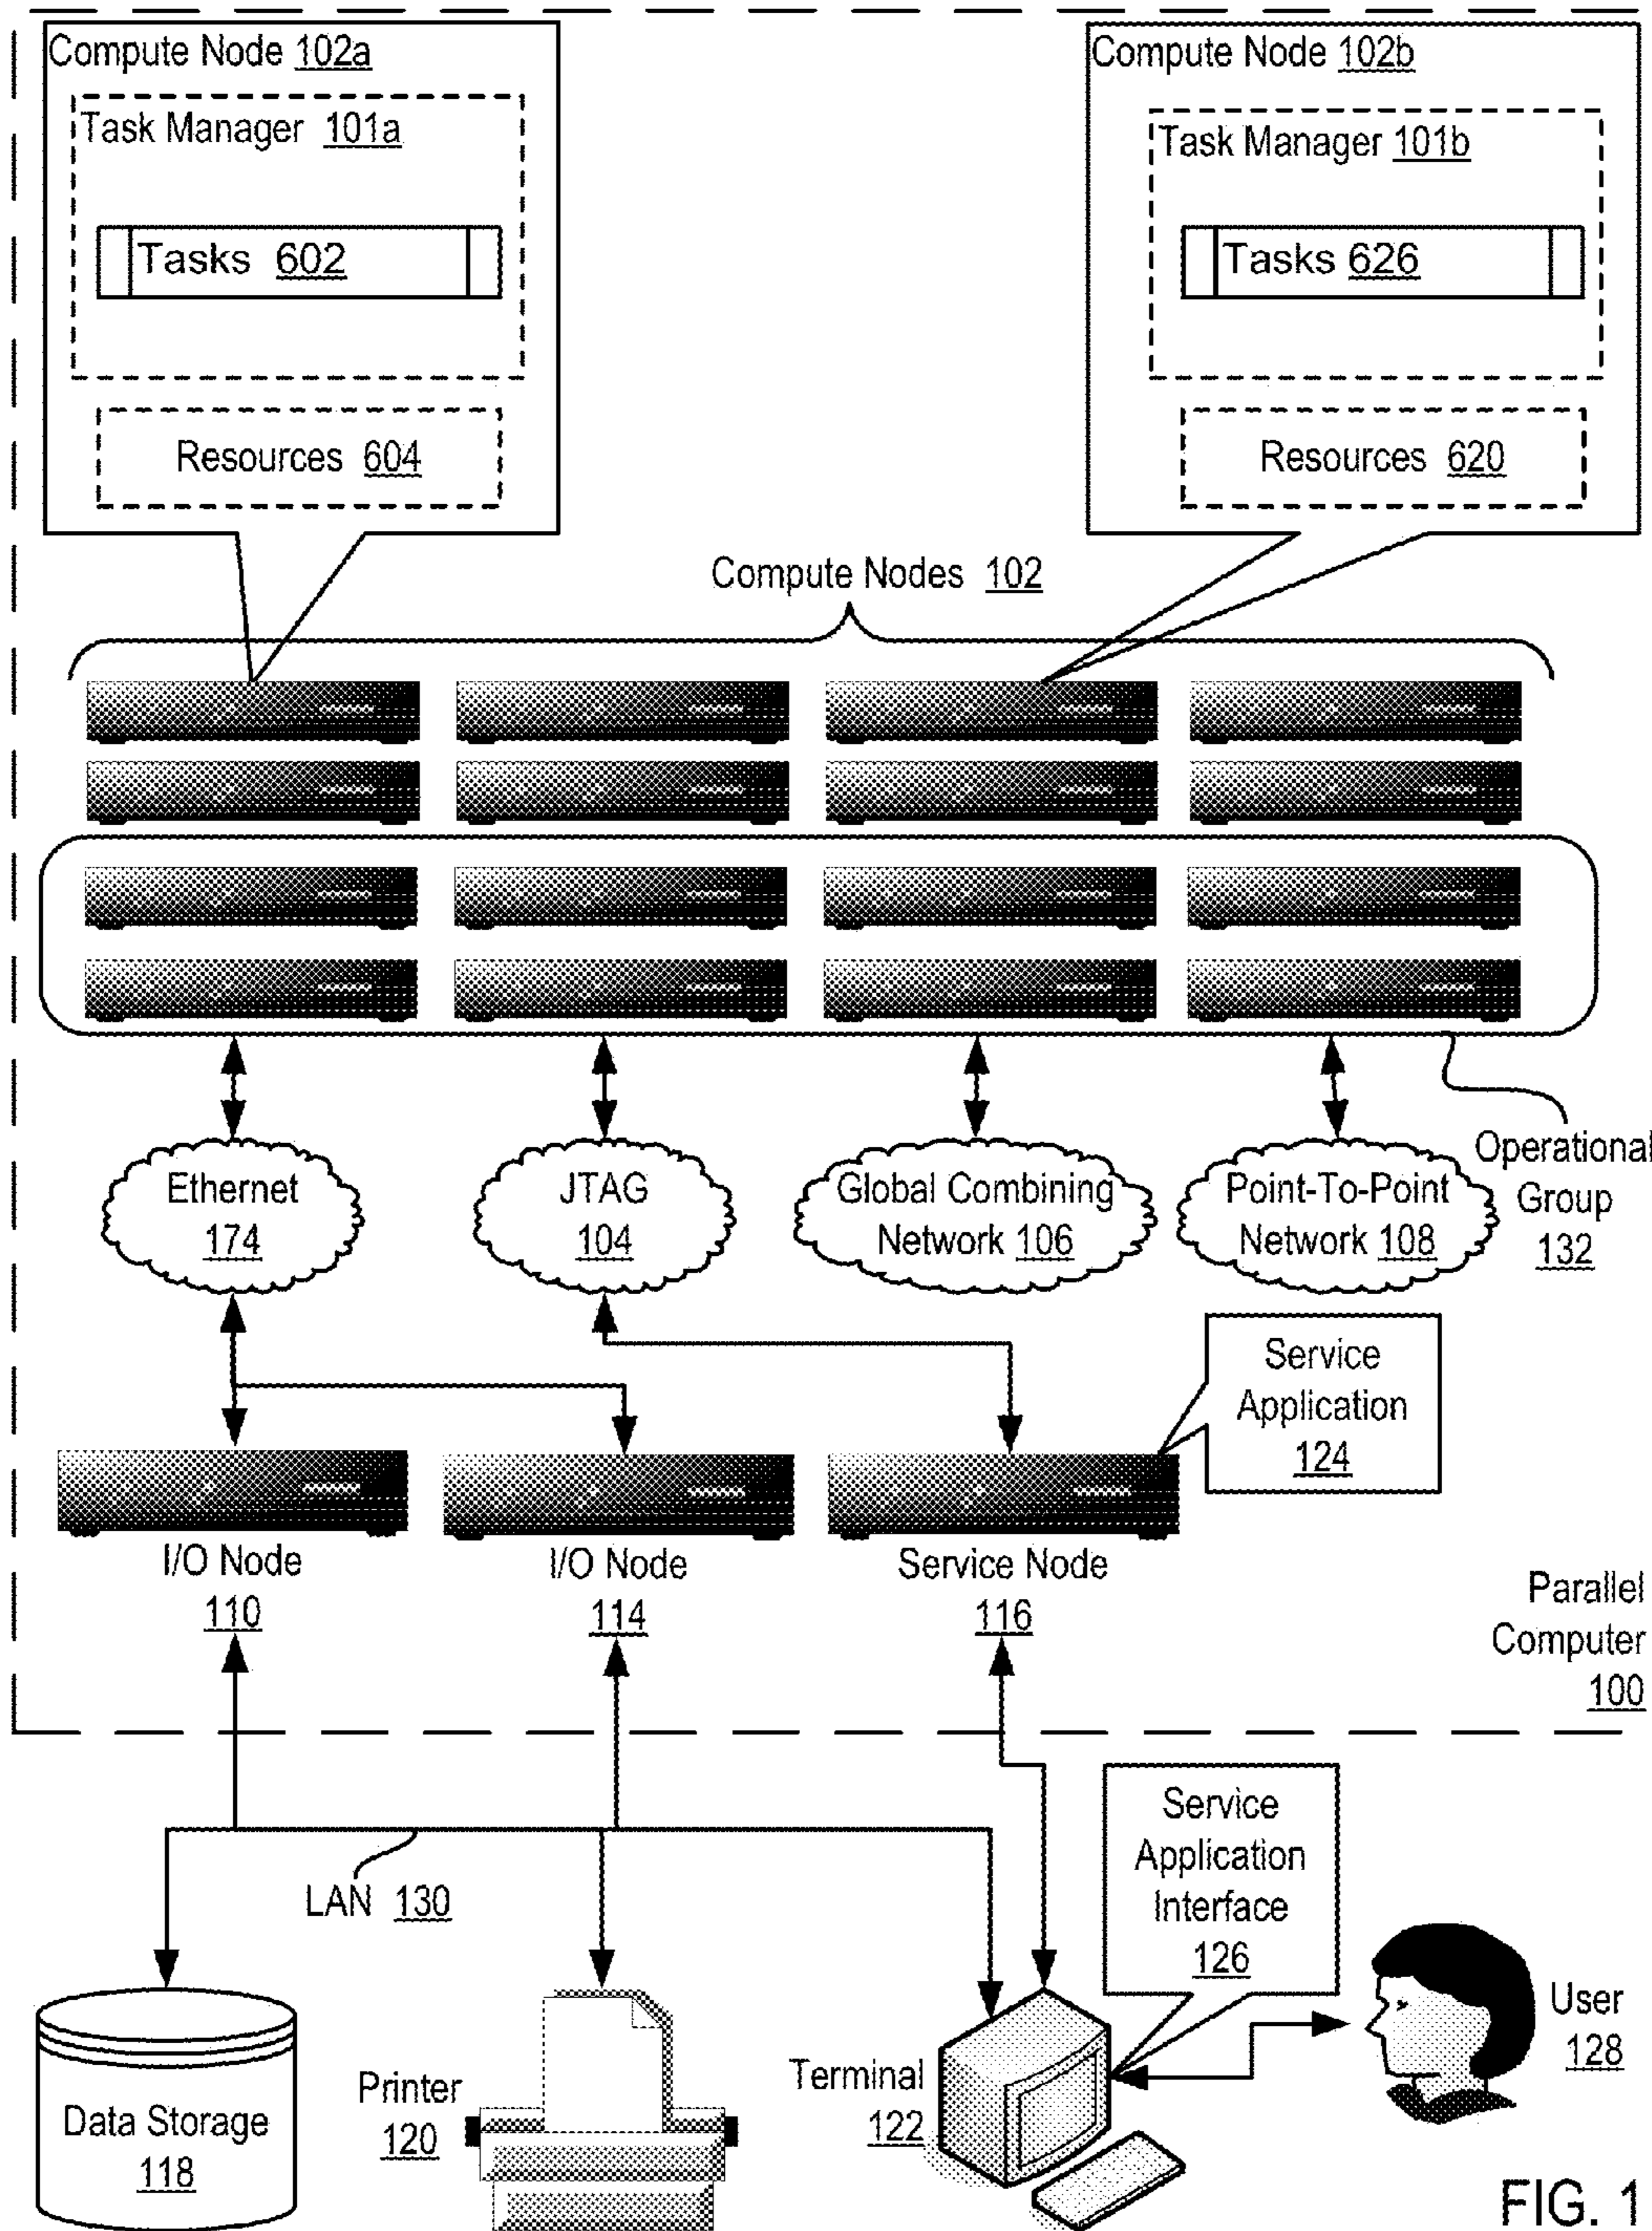 Compute Node 102a
Task Manager 101a
Tasks 602
Resources 604
Compute Node 102b
Task Manager 101b
Tasks 626
Resources 620
Compute Nodes 102
Ethernet
174
JTAG
104
Global Combining
Network 106
Point-To-Point
Network 108
Operational
Group
132
Service
Application
124
I/O Node
110
I/O Node
114
Service Node
116
Parallel
Computer
100
LAN 130
Service
Application
Interface
126
Data Storage
118
Printer
120
Terminal
122
User
128
FIG. 1